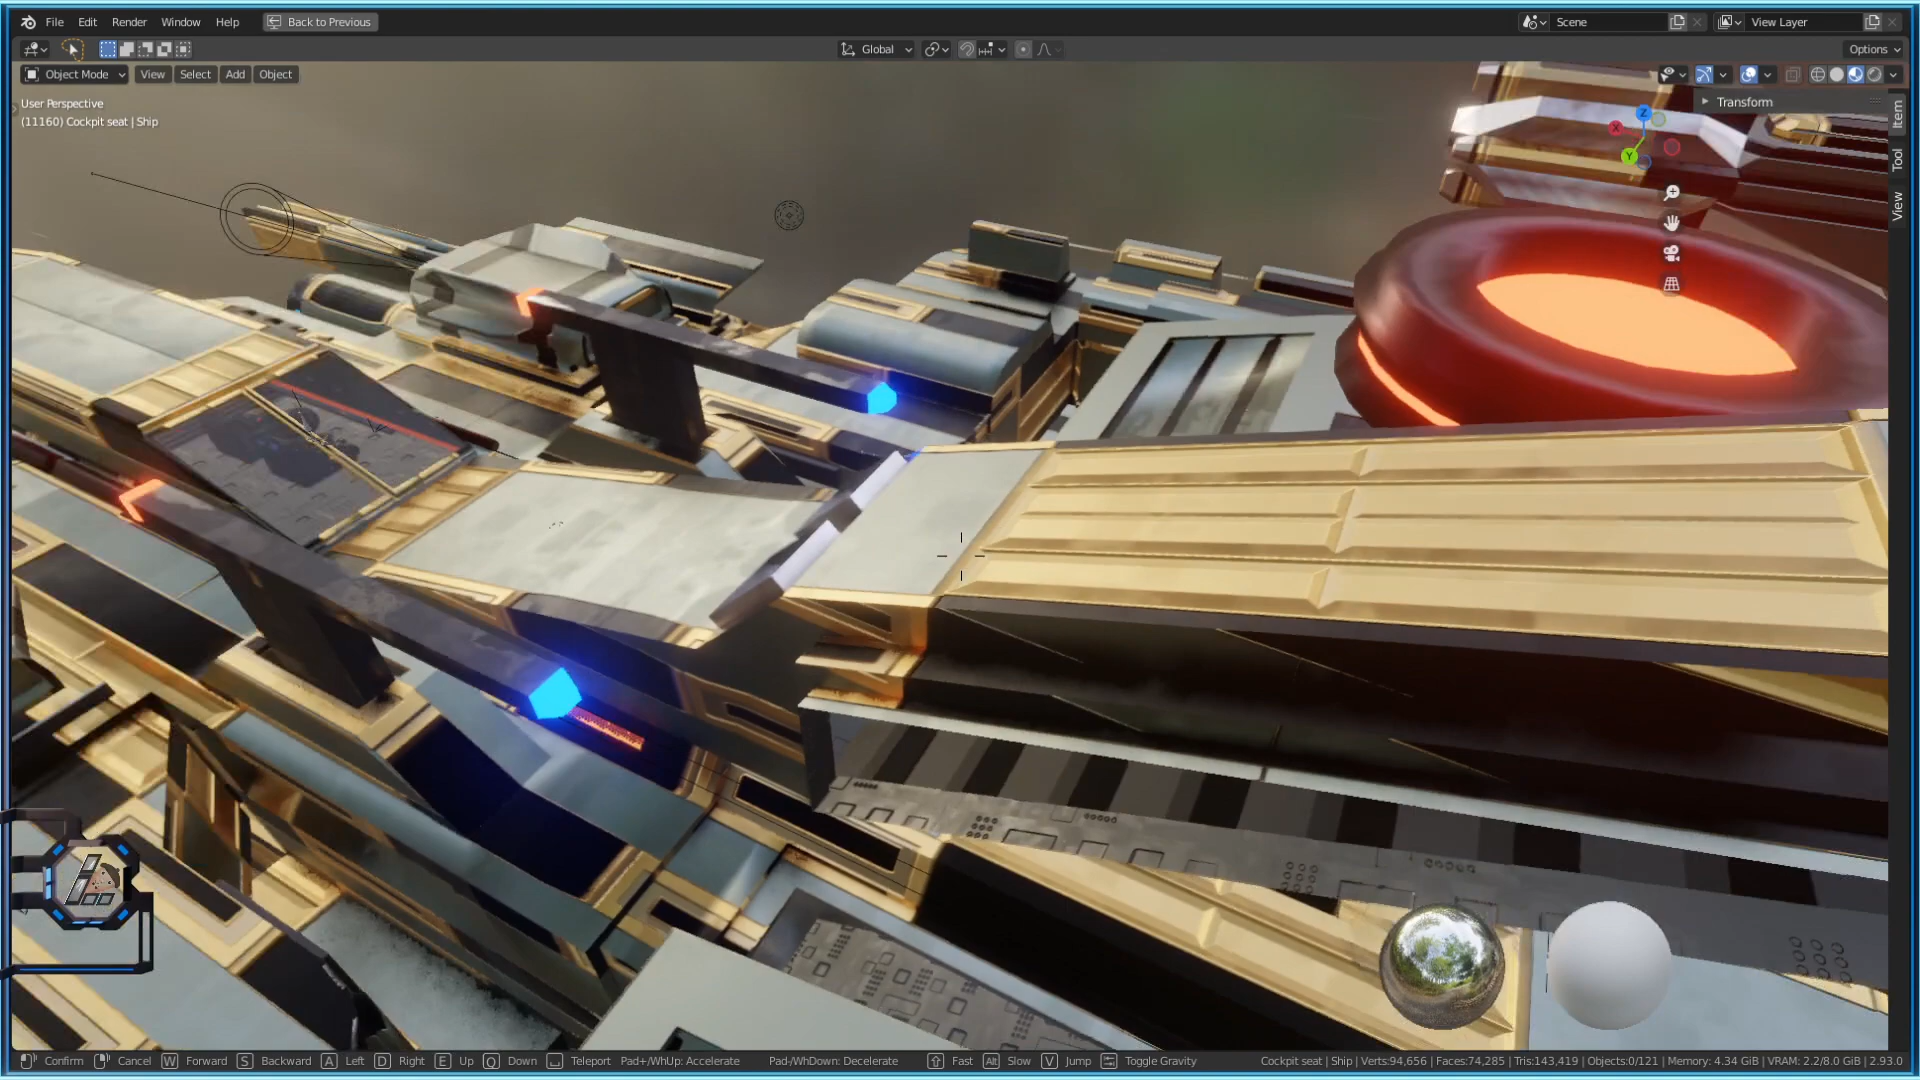 File Edit Render Window Help Back to Previous Scene View Layer
Global Options
Object Mode View Select Add Object
User Perspective
(11160) Cockpit seat | Ship
Transform
Item
Tool
View
Z
X
Y
Confirm Cancel W Forward S Backward A Left D Right E Up Q Down Teleport Pad+/WhUp: Accelerate Pad-/WhDown: Decelerate Fast Alt Slow V Jump Toggle Gravity Cockpit seat | Ship | Verts:94,656 | Faces:74,285 | Tris:143,419 | Objects:0/121 | Memory: 4.34 GiB | VRAM: 2.2/8.0 GiB | 2.93.0